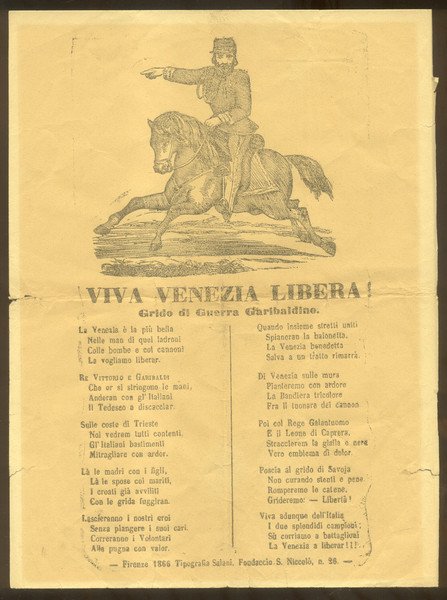 VIVA VENEZIA LIBERA!
Grido di Guerra Garibaldino.
La Venezia è la più bella
Nelle man di quei ladroni
Colle bombe e coi cannoni
La vogliamo liberar.
Re Vittorio e Garibaldi
Che or si stringono le mani,
Anderan con gl'Italiani
Il Tedesco a discacciar.
Sulle coste di Trieste
Noi vedrem tutti contenti,
Gl'Italiani bastimenti
Mitragliare con ardor.
Là le madri con i figli,
Là le spose coi mariti,
I croati già avviliti
Con le grida fuggiran.
Lascieranno i nostri eroi
Senza piangere i suoi cari.
Correranno i Volontari
Alla pugna con valor.
Quando insieme stretti uniti
Spianeran la baionetta.
La Venezia benedetta
Salva a un tratto rimarrà.
Di Venezia sulle mura
Pianteremo con ardore
La Bandiera tricolore
Fra il tuonare dei cannon
Poi col Rege Galantuomo
E il Leone di Caprera,
Stracceremo la gialla e nera
Vero emblema di dolor.
Poscia al grido di Savoja
Non curando stenti e pene
Romperemo le catene,
Grideremo: — Libertà!
Viva adunque dell'Italia
I due splendidi campioni;
Sù corriamo a battaglioni
La Venezia a liberar!!!
— Firenze 1866 Tipografia Salani, Fondaccio S. Niccolò, n. 26. —